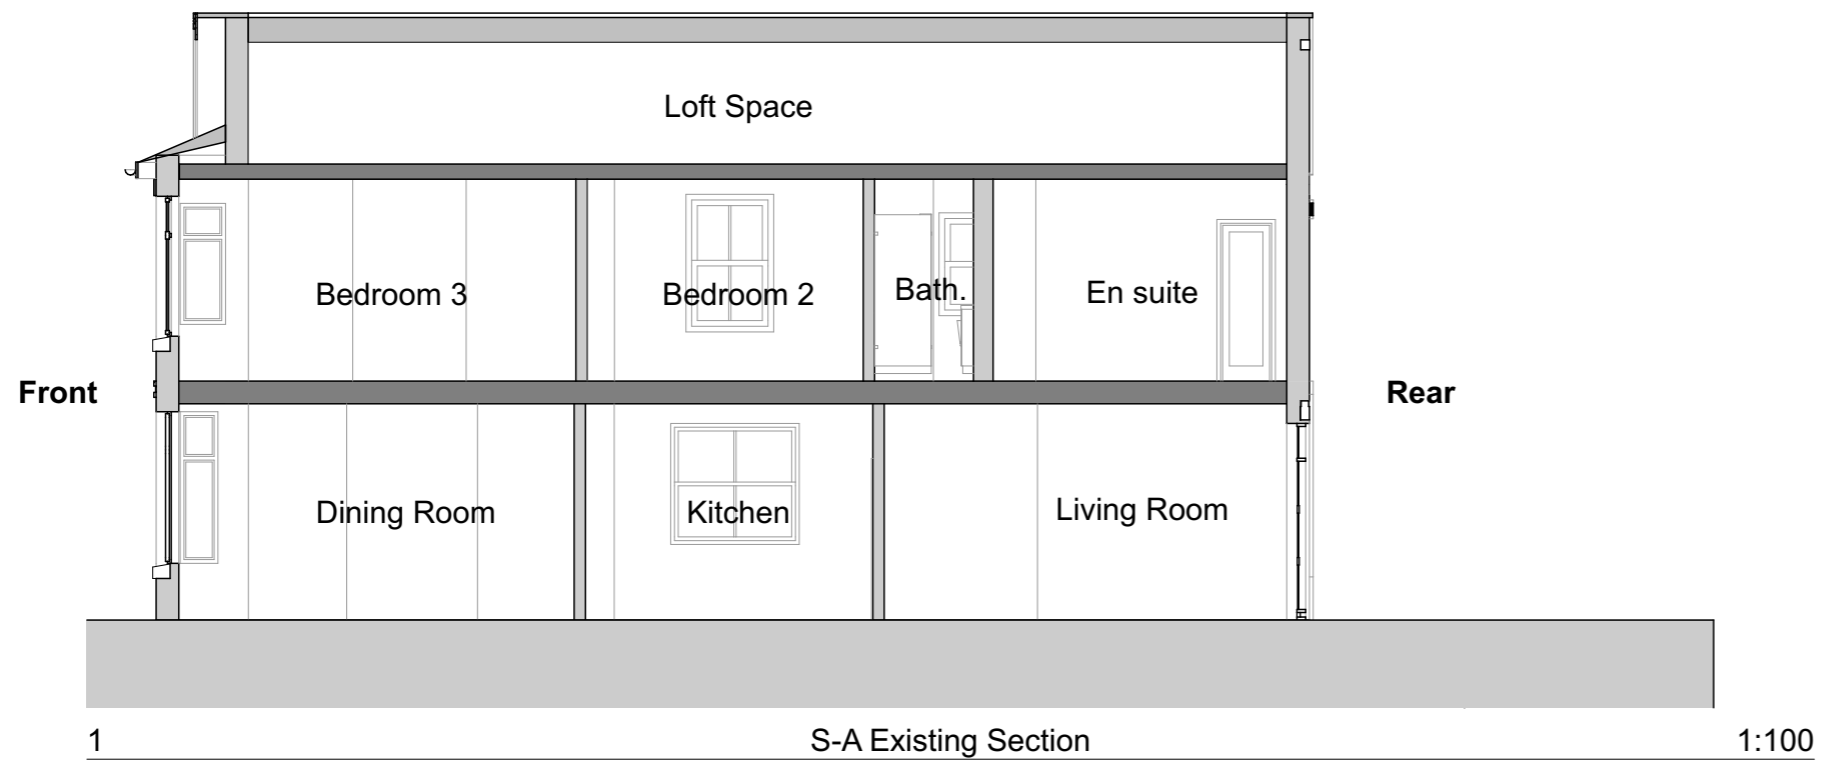 Loft Space
Bedroom 3
Bedroom 2
Bath.
En suite
Front
Rear
Dining Room
Kitchen
Living Room
1
S-A Existing Section
1:100